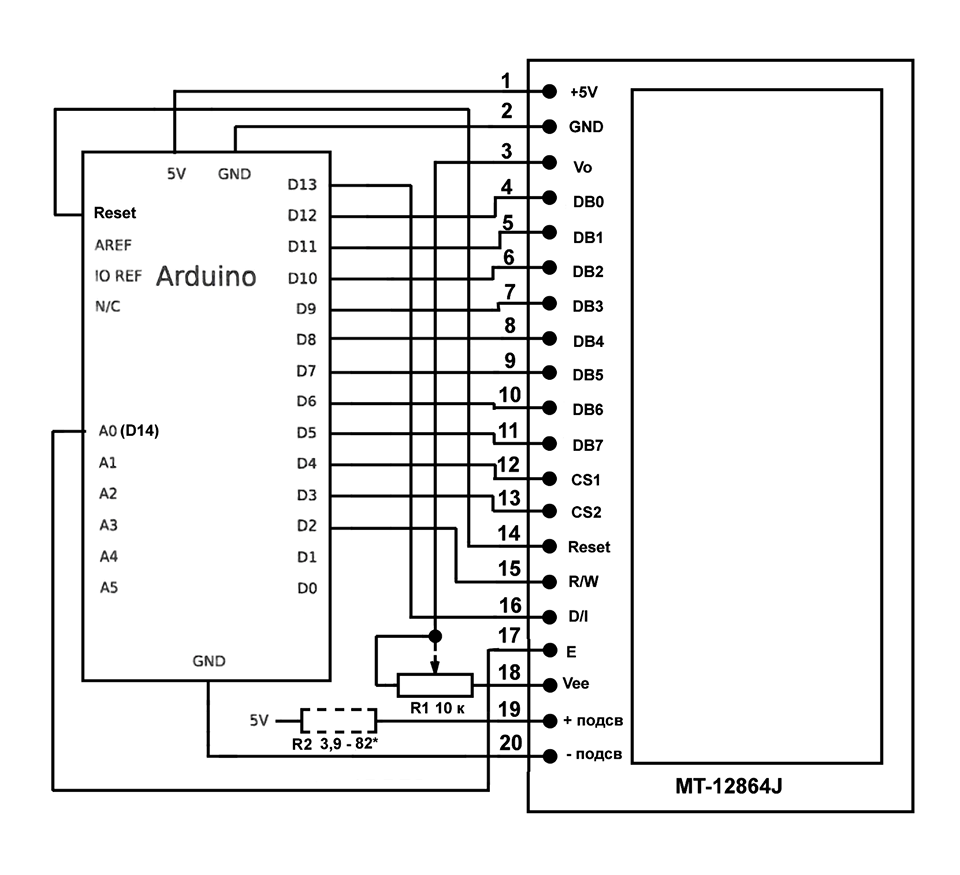 5V
GND
Reset
AREF
IO REF
N/C
Arduino
A0 (D14)
A1
A2
A3
A4
A5
GND
D13
D12
D11
D10
D9
D8
D7
D6
D5
D4
D3
D2
D1
D0
1 +5V
2 GND
3 Vo
4 DB0
5 DB1
6 DB2
7 DB3
8 DB4
9 DB5
10 DB6
11 DB7
12 CS1
13 CS2
14 Reset
15 R/W
16 D/I
17 E
18 Vee
19 + подсв
20 - подсв
R1 10 к
5V
R2 3,9 - 82*
MT-12864J